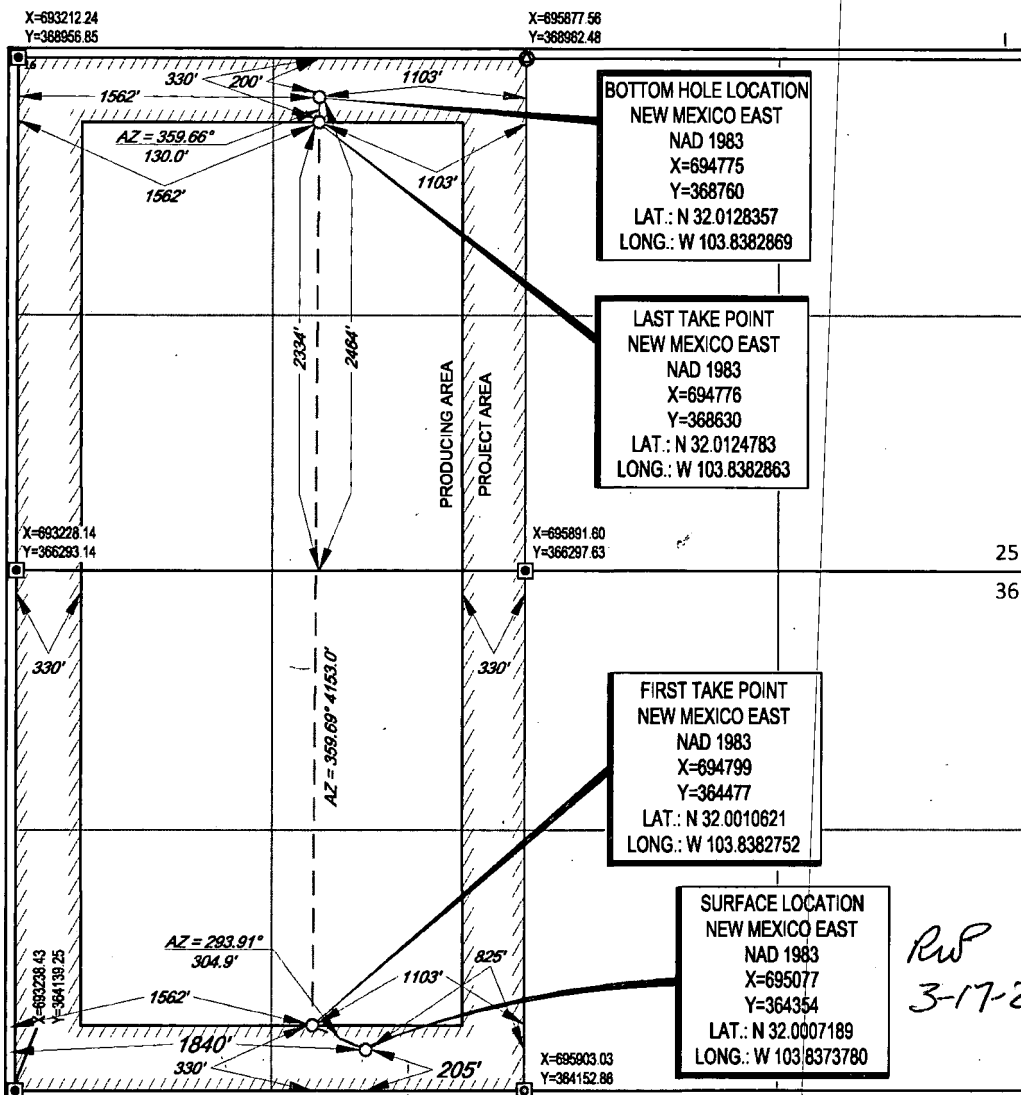 X=693212.24
Y=368956.85
X=695877.56
Y=368962.48
16
330'
200'
1103'
1562'
BOTTOM HOLE LOCATION
NEW MEXICO EAST
NAD 1983
X=694775
Y=368760
LAT.: N 32.0128357
LONG.: W 103.8382869
AZ = 359.66°
130.0'
1562'
1103'
LAST TAKE POINT
NEW MEXICO EAST
NAD 1983
X=694776
Y=368630
LAT.: N 32.0124783
LONG.: W 103.8382863
2334'
2464'
PRODUCING AREA
PROJECT AREA
X=693228.14
Y=366293.14
X=695891.60
Y=366297.63
25
36
330'
330'
AZ = 359.69° 4153.0'
FIRST TAKE POINT
NEW MEXICO EAST
NAD 1983
X=694799
Y=364477
LAT.: N 32.0010621
LONG.: W 103.8382752
SURFACE LOCATION
NEW MEXICO EAST
NAD 1983
X=695077
Y=364354
LAT.: N 32.0007189
LONG.: W 103.8373780
AZ = 293.91°
304.9'
825'
1103'
1562'
X=693238.43
Y=364139.25
1840'
330'
205'
X=695903.03
Y=364152.86
3-17-2